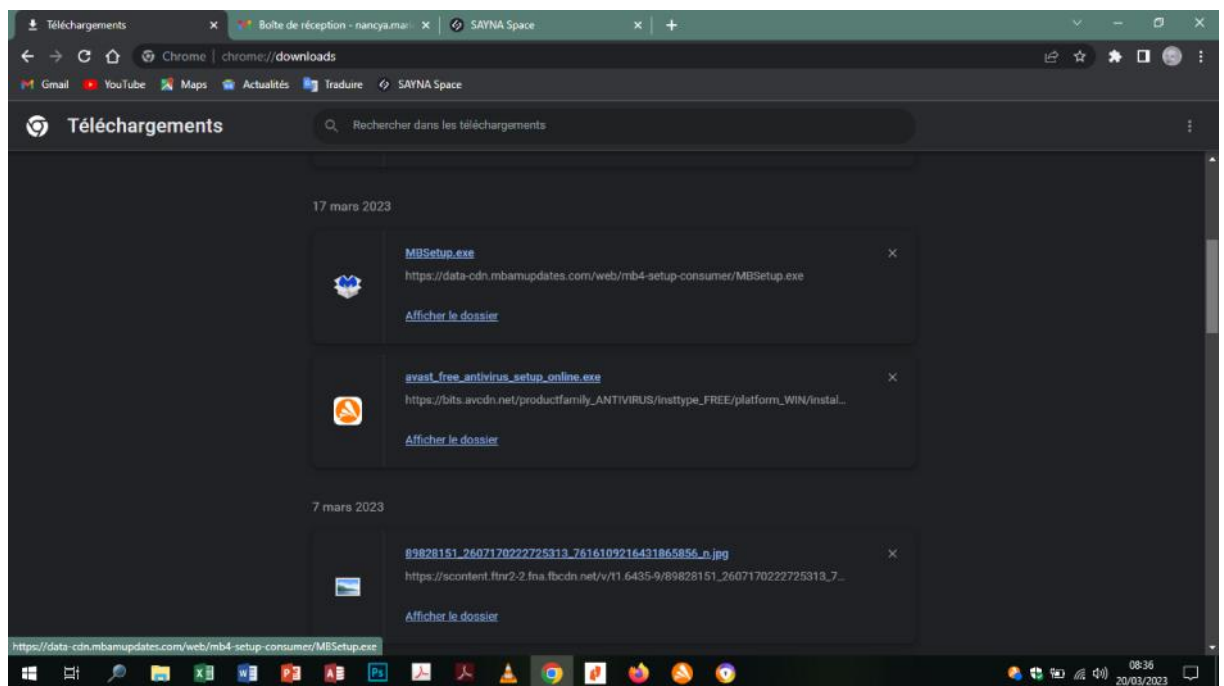 Téléchargements
Boîte de réception - nancya.mari
SAYNA Space
Chrome | chrome://downloads
Gmail YouTube Maps Actualités Traduire SAYNA Space
Téléchargements
Rechercher dans les téléchargements
17 mars 2023
MBSetup.exe
https://data-cdn.mbamupdates.com/web/mb4-setup-consumer/MBSetup.exe
Afficher le dossier
avast_free_antivirus_setup_online.exe
https://bits.avcdn.net/productfamily_ANTIVIRUS/insttype_FREE/platform_WIN/instal...
Afficher le dossier
7 mars 2023
89828151_2607170222725313_7616109216431865856_n.jpg
https://scontent.ftnr2-2.fna.fbcdn.net/v/t1.6435-9/89828151_2607170222725313_7...
Afficher le dossier
https://data-cdn.mbamupdates.com/web/mb4-setup-consumer/MBSetup.exe
08:36
20/03/2023